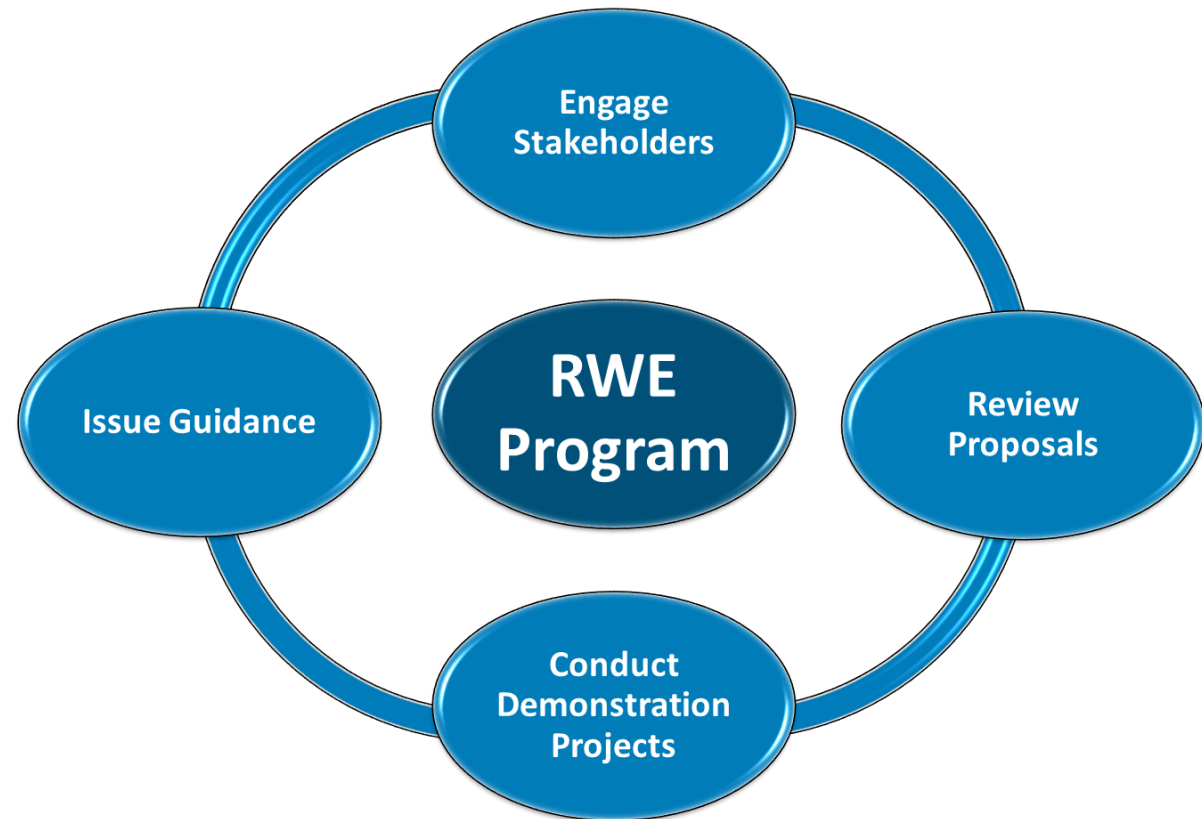 Engage
Stakeholders
Issue Guidance
RWE
Program
Review
Proposals
Conduct
Demonstration
Projects